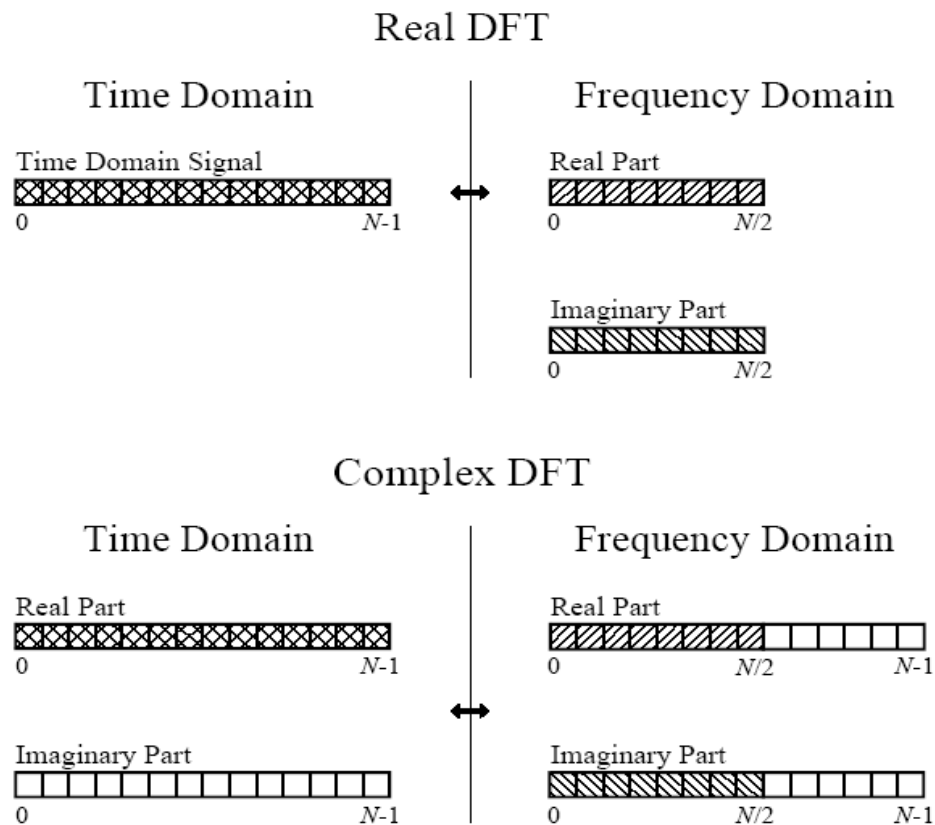 Real DFT
Time Domain
Frequency Domain
Time Domain Signal
0 N-1
Real Part
0 N/2
Imaginary Part
0 N/2
Complex DFT
Time Domain
Frequency Domain
Real Part
0 N-1
Real Part
0 N/2 N-1
Imaginary Part
0 N-1
Imaginary Part
0 N/2 N-1